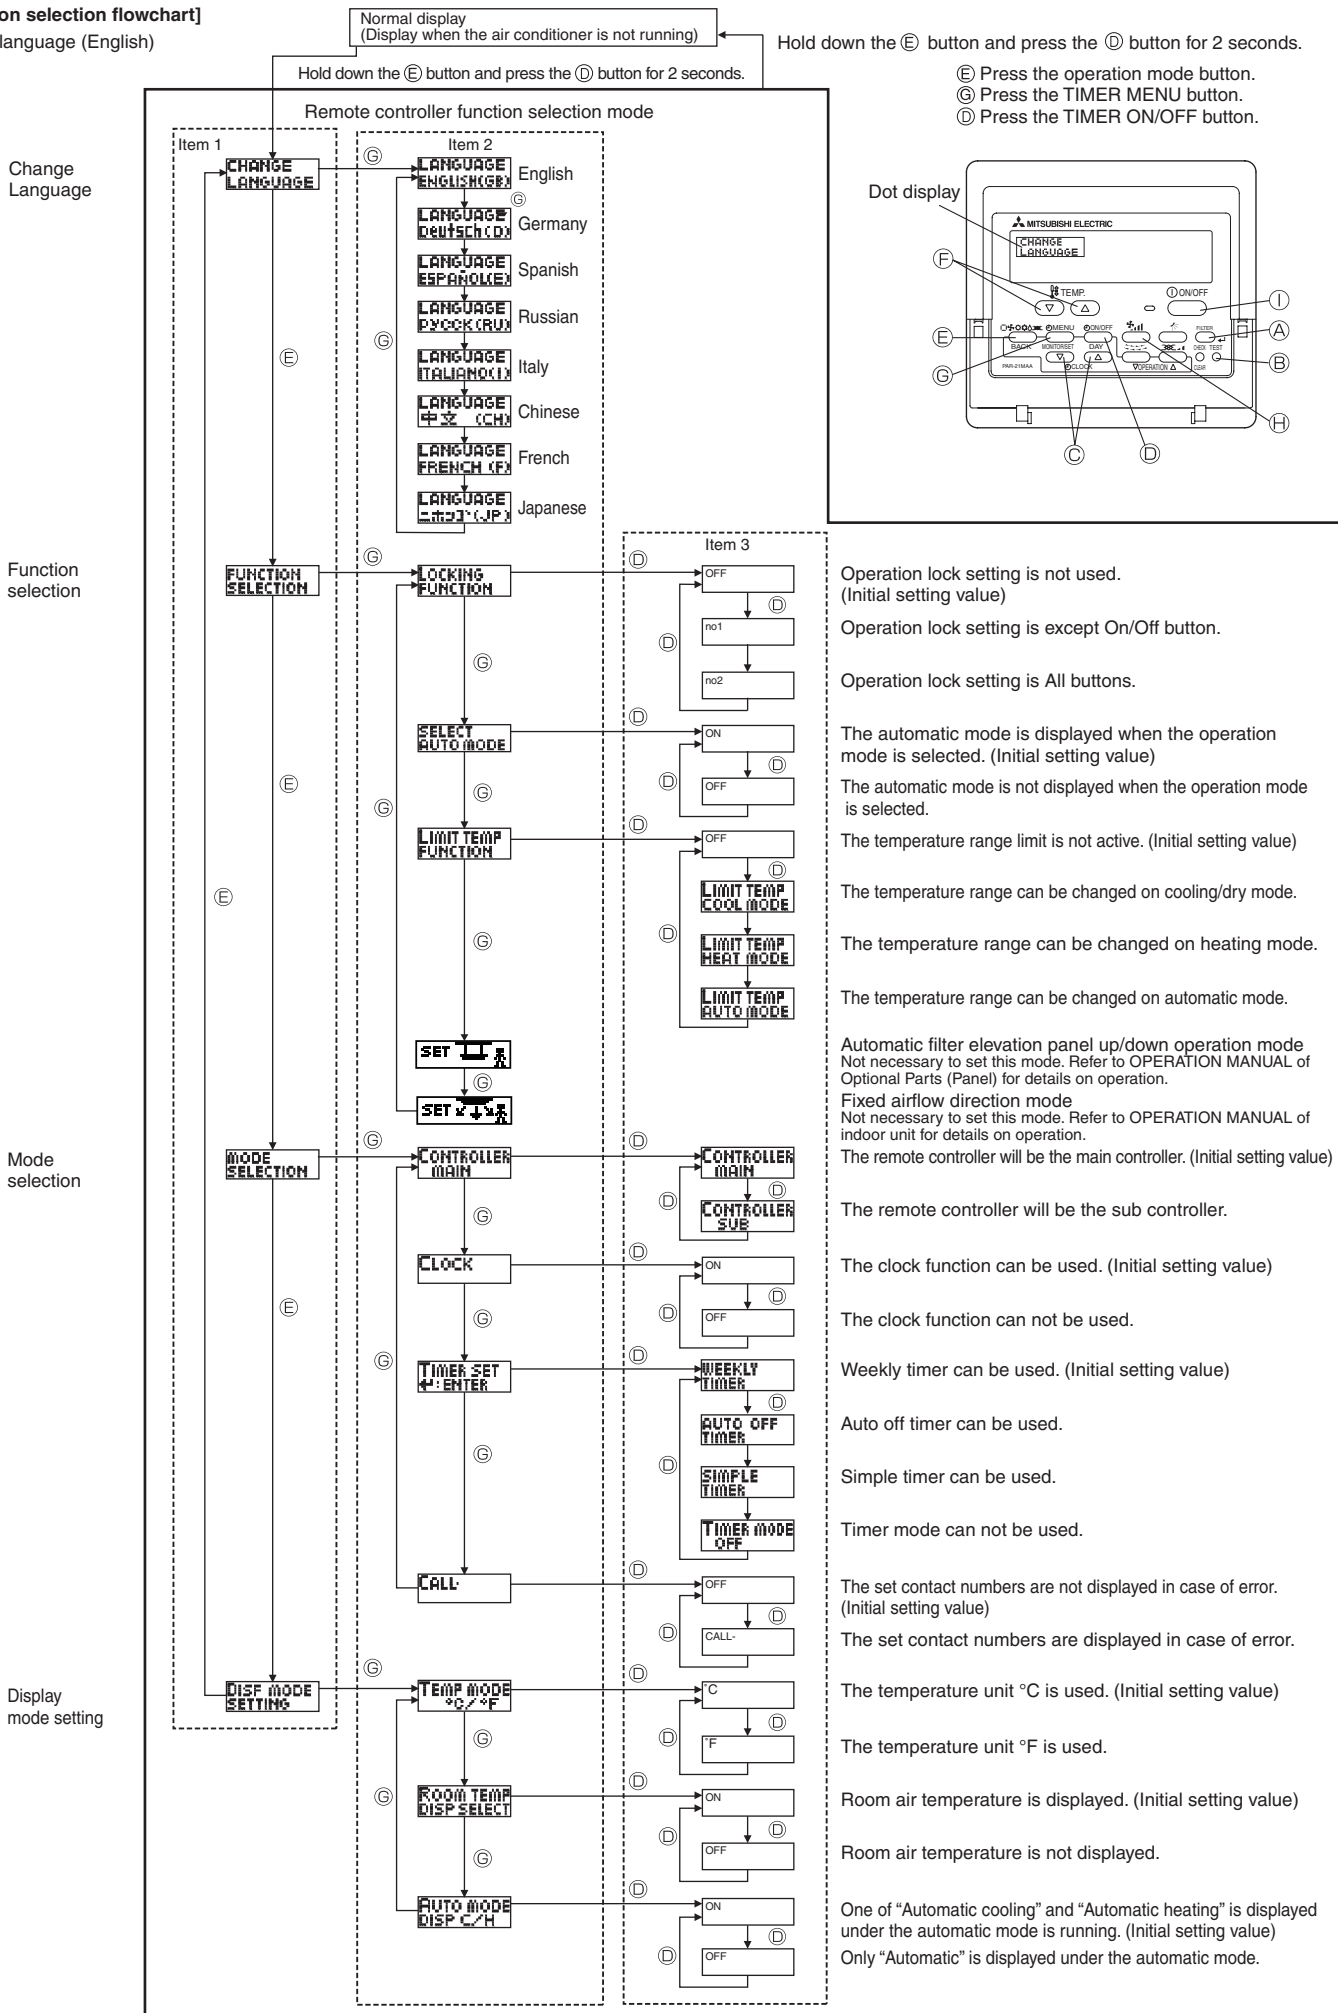 on selection flowchart]
language (English)
Normal display
(Display when the air conditioner is not running)
Hold down the Ⓔ button and press the Ⓓ button for 2 seconds.
Hold down the Ⓔ button and press the Ⓓ button for 2 seconds.
Ⓔ Press the operation mode button.
Ⓖ Press the TIMER MENU button.
Ⓓ Press the TIMER ON/OFF button.
Remote controller function selection mode
Item 1
Item 2
Change
Language
CHANGE
LANGUAGE
Ⓖ
LANGUAGE
ENGLISH(GB)
English
Ⓖ
LANGUAGE
Deutsch(D)
Germany
LANGUAGE
ESPAÑOL(E)
Spanish
LANGUAGE
РУССК(RU)
Russian
Ⓖ
Ⓔ
LANGUAGE
ITALIANO(I)
Italy
LANGUAGE
中文 (CH)
Chinese
LANGUAGE
FRENCH (F)
French
LANGUAGE
ニホンゴ(JP)
Japanese
Dot display
MITSUBISHI ELECTRIC
CHANGE
LANGUAGE
Ⓕ
TEMP.
ON/OFF
Ⓘ
Ⓔ
MENU
ON/OFF
FILTER
Ⓐ
BACK
MONITOR/SET
DAY
CHECK TEST
Ⓑ
PAR-21MAA
CLOCK
▽OPERATION △
CLEAR
Ⓖ
Ⓗ
Ⓒ
Ⓓ
Item 3
Function
selection
FUNCTION
SELECTION
Ⓖ
LOCKING
FUNCTION
Ⓓ
OFF
Operation lock setting is not used.
(Initial setting value)
Ⓓ
no1
Operation lock setting is except On/Off button.
Ⓓ
Ⓖ
no2
Operation lock setting is All buttons.
SELECT
AUTO MODE
Ⓓ
ON
The automatic mode is displayed when the operation
mode is selected. (Initial setting value)
Ⓓ
Ⓔ
Ⓖ
Ⓓ
OFF
The automatic mode is not displayed when the operation mode
is selected.
Ⓖ
LIMIT TEMP
FUNCTION
Ⓓ
OFF
The temperature range limit is not active. (Initial setting value)
Ⓓ
Ⓔ
LIMIT TEMP
COOL MODE
The temperature range can be changed on cooling/dry mode.
Ⓖ
Ⓓ
LIMIT TEMP
HEAT MODE
The temperature range can be changed on heating mode.
LIMIT TEMP
AUTO MODE
The temperature range can be changed on automatic mode.
SET
Automatic filter elevation panel up/down operation mode
Not necessary to set this mode. Refer to OPERATION MANUAL of
Optional Parts (Panel) for details on operation.
Ⓖ
SET
Fixed airflow direction mode
Not necessary to set this mode. Refer to OPERATION MANUAL of
indoor unit for details on operation.
Mode
selection
MODE
SELECTION
Ⓖ
CONTROLLER
MAIN
Ⓓ
CONTROLLER
MAIN
The remote controller will be the main controller. (Initial setting value)
Ⓓ
Ⓖ
Ⓓ
CONTROLLER
SUB
The remote controller will be the sub controller.
CLOCK
Ⓓ
ON
The clock function can be used. (Initial setting value)
Ⓓ
Ⓔ
Ⓖ
Ⓓ
OFF
The clock function can not be used.
Ⓖ
TIMER SET
↵:ENTER
Ⓓ
WEEKLY
TIMER
Weekly timer can be used. (Initial setting value)
Ⓓ
AUTO OFF
TIMER
Auto off timer can be used.
Ⓖ
Ⓓ
SIMPLE
TIMER
Simple timer can be used.
TIMER MODE
OFF
Timer mode can not be used.
CALL-
Ⓓ
OFF
The set contact numbers are not displayed in case of error.
(Initial setting value)
Ⓓ
Ⓓ
CALL-
The set contact numbers are displayed in case of error.
Display
mode setting
DISP MODE
SETTING
Ⓖ
TEMP MODE
°C/°F
Ⓓ
°C
The temperature unit °C is used. (Initial setting value)
Ⓓ
Ⓖ
Ⓓ
°F
The temperature unit °F is used.
Ⓖ
ROOM TEMP
DISP SELECT
Ⓓ
ON
Room air temperature is displayed. (Initial setting value)
Ⓓ
Ⓖ
Ⓓ
OFF
Room air temperature is not displayed.
AUTO MODE
DISP C/H
Ⓓ
ON
One of “Automatic cooling” and “Automatic heating” is displayed
under the automatic mode is running. (Initial setting value)
Ⓓ
Ⓓ
OFF
Only “Automatic” is displayed under the automatic mode.